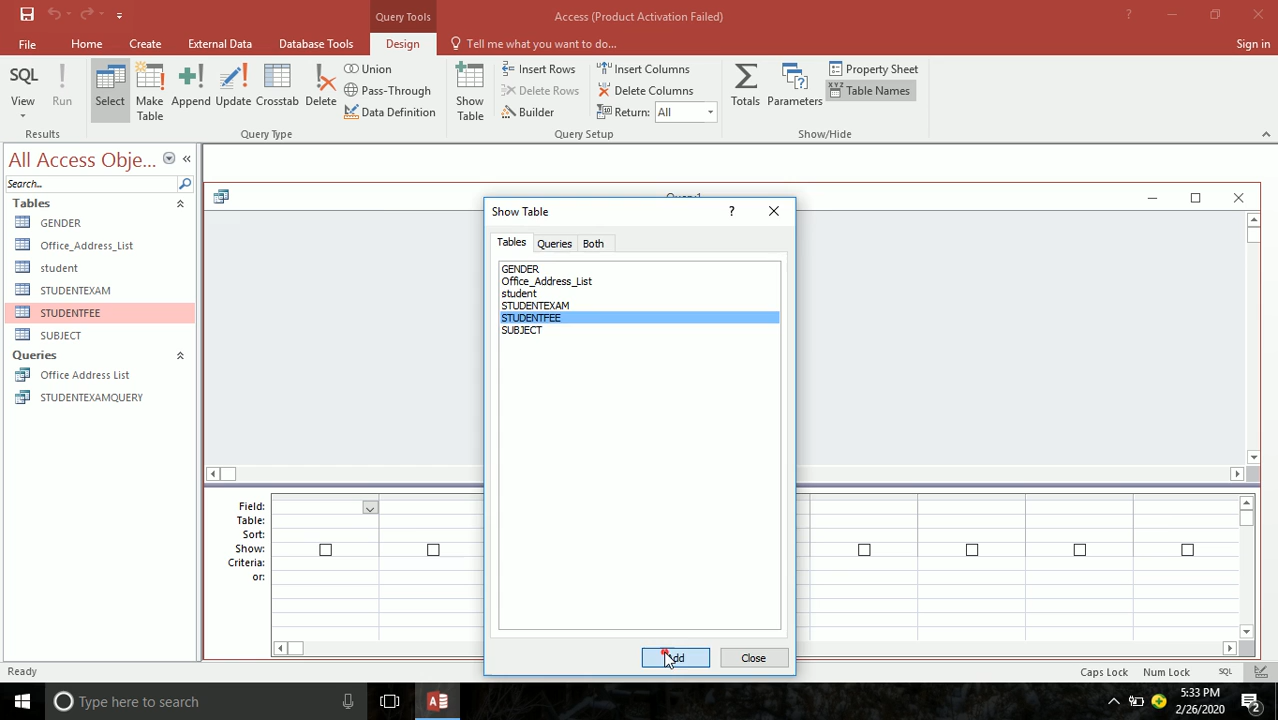 Query Tools
Access (Product Activation Failed)
File
Home
Create
External Data
Database Tools
Design
Tell me what you want to do...
Sign in
SQL
View
Run
Select
Make Table
Append
Update
Crosstab
Delete
Union
Pass-Through
Data Definition
Show Table
Insert Rows
Delete Rows
Builder
Insert Columns
Delete Columns
Return:
All
Totals
Parameters
Property Sheet
XYZ
Table Names
Results
Query Type
Query Setup
Show/Hide
All Access Obje...
Search...
Tables
GENDER
Office_Address_List
student
STUDENTEXAM
STUDENTFEE
SUBJECT
Queries
Office Address List
STUDENTEXAMQUERY
Show Table
Tables
Queries
Both
GENDER
Office_Address_List
student
STUDENTEXAM
STUDENTFEE
SUBJECT
Close
Field:
Table:
Sort:
Show:
Criteria:
or:
Ready
Caps Lock
Num Lock
SQL
Type here to search
5:33 PM
2/26/2020
2